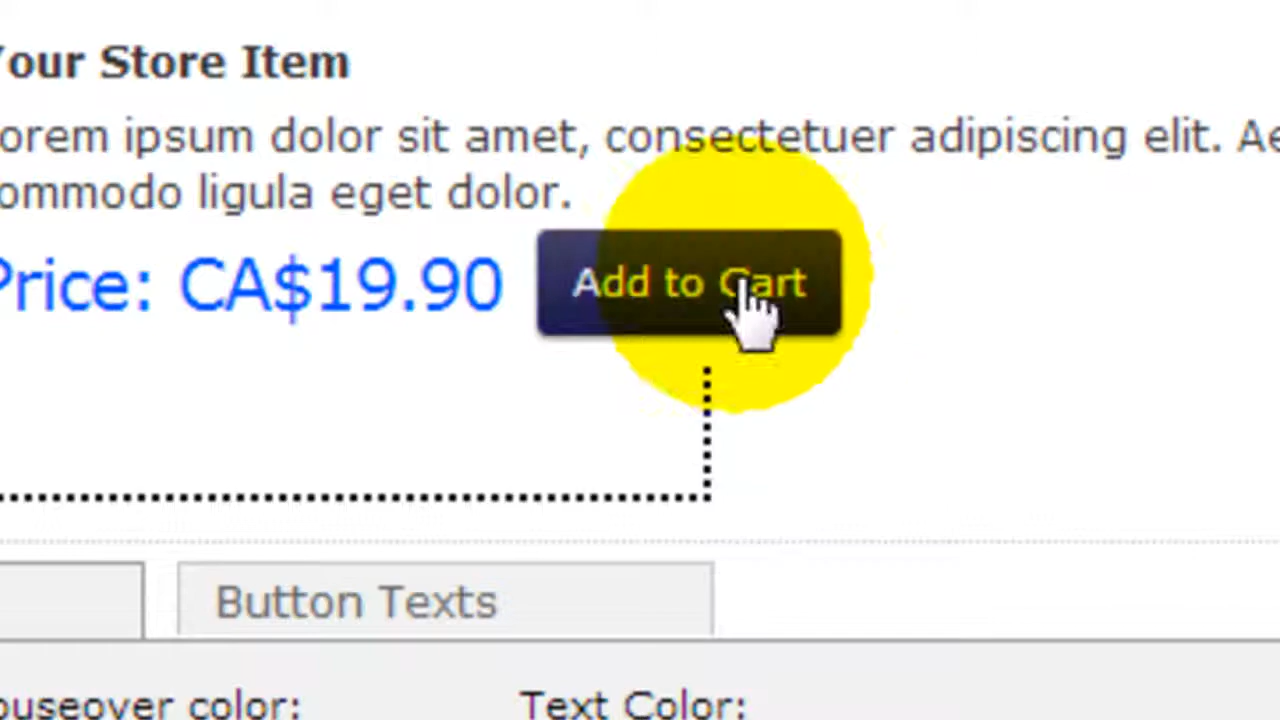 Your Store Item
orem ipsum dolor sit amet, consectetuer adipiscing elit. Ae
ommodo ligula eget dolor.
Price: CA$19.90
Add to Cart
Button Texts
ouseover color:
Text Color: